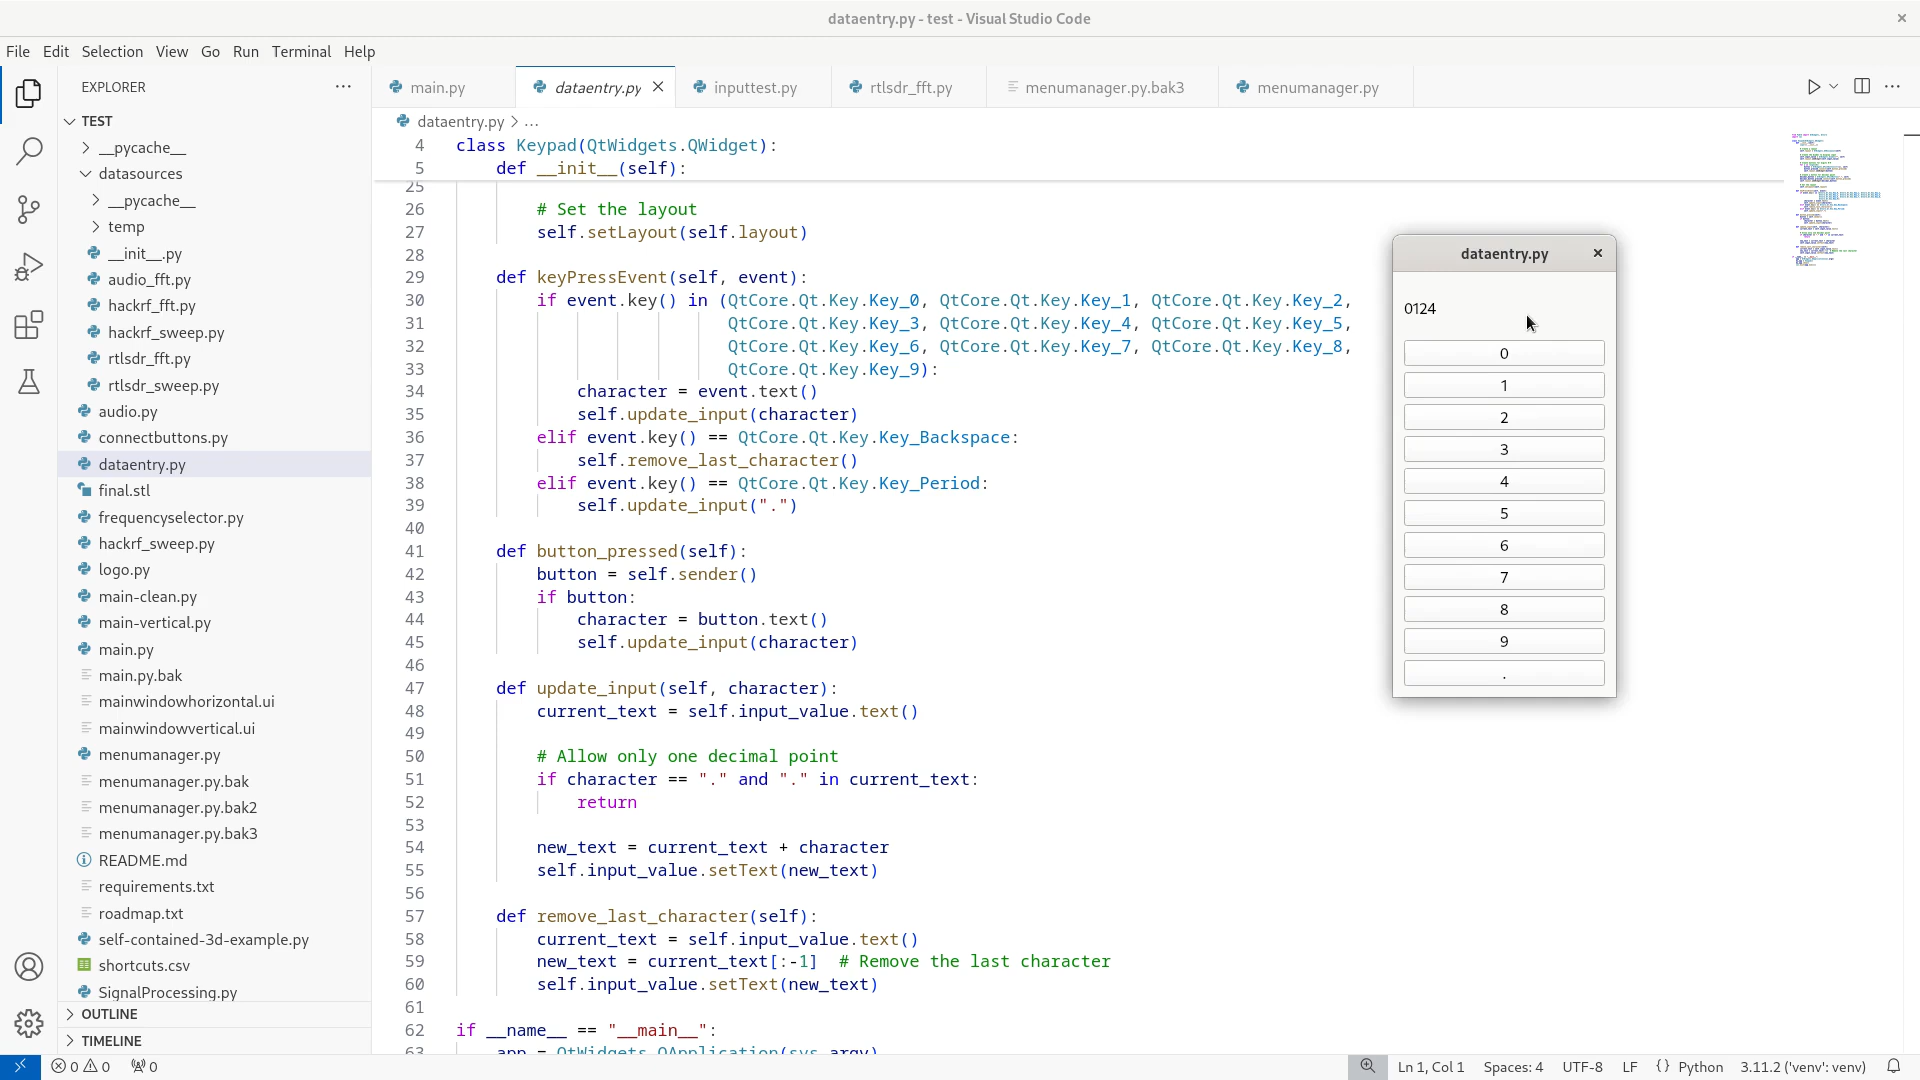 dataentry.py - test - Visual Studio Code
File Edit Selection View Go Run Terminal Help
EXPLORER
TEST
__pycache__
datasources
__pycache__
temp
__init__.py
audio_fft.py
hackrf_fft.py
hackrf_sweep.py
rtlsdr_fft.py
rtlsdr_sweep.py
audio.py
connectbuttons.py
dataentry.py
final.stl
frequencyselector.py
hackrf_sweep.py
logo.py
main-clean.py
main-vertical.py
main.py
main.py.bak
mainwindowhorizontal.ui
mainwindowvertical.ui
menumanager.py
menumanager.py.bak
menumanager.py.bak2
menumanager.py.bak3
README.md
requirements.txt
roadmap.txt
self-contained-3d-example.py
shortcuts.csv
SignalProcessing.py
OUTLINE
TIMELINE
main.py dataentry.py inputtest.py rtlsdr_fft.py menumanager.py.bak3 menumanager.py
dataentry.py > ...
4 class Keypad(QtWidgets.QWidget):
5 def __init__(self):
25
26 # Set the layout
27 self.setLayout(self.layout)
28
29 def keyPressEvent(self, event):
30 if event.key() in (QtCore.Qt.Key.Key_0, QtCore.Qt.Key.Key_1, QtCore.Qt.Key.Key_2,
31 QtCore.Qt.Key.Key_3, QtCore.Qt.Key.Key_4, QtCore.Qt.Key.Key_5,
32 QtCore.Qt.Key.Key_6, QtCore.Qt.Key.Key_7, QtCore.Qt.Key.Key_8,
33 QtCore.Qt.Key.Key_9):
34 character = event.text()
35 self.update_input(character)
36 elif event.key() == QtCore.Qt.Key.Key_Backspace:
37 self.remove_last_character()
38 elif event.key() == QtCore.Qt.Key.Key_Period:
39 self.update_input(".")
40
41 def button_pressed(self):
42 button = self.sender()
43 if button:
44 character = button.text()
45 self.update_input(character)
46
47 def update_input(self, character):
48 current_text = self.input_value.text()
49
50 # Allow only one decimal point
51 if character == "." and "." in current_text:
52 return
53
54 new_text = current_text + character
55 self.input_value.setText(new_text)
56
57 def remove_last_character(self):
58 current_text = self.input_value.text()
59 new_text = current_text[:-1] # Remove the last character
60 self.input_value.setText(new_text)
61
62 if __name__ == "__main__":
63 app = QtWidgets.QApplication(sys.argv)
dataentry.py
0124
0
1
2
3
4
5
6
7
8
9
.
0 0 0 Ln 1, Col 1 Spaces: 4 UTF-8 LF Python 3.11.2 ('venv': venv)